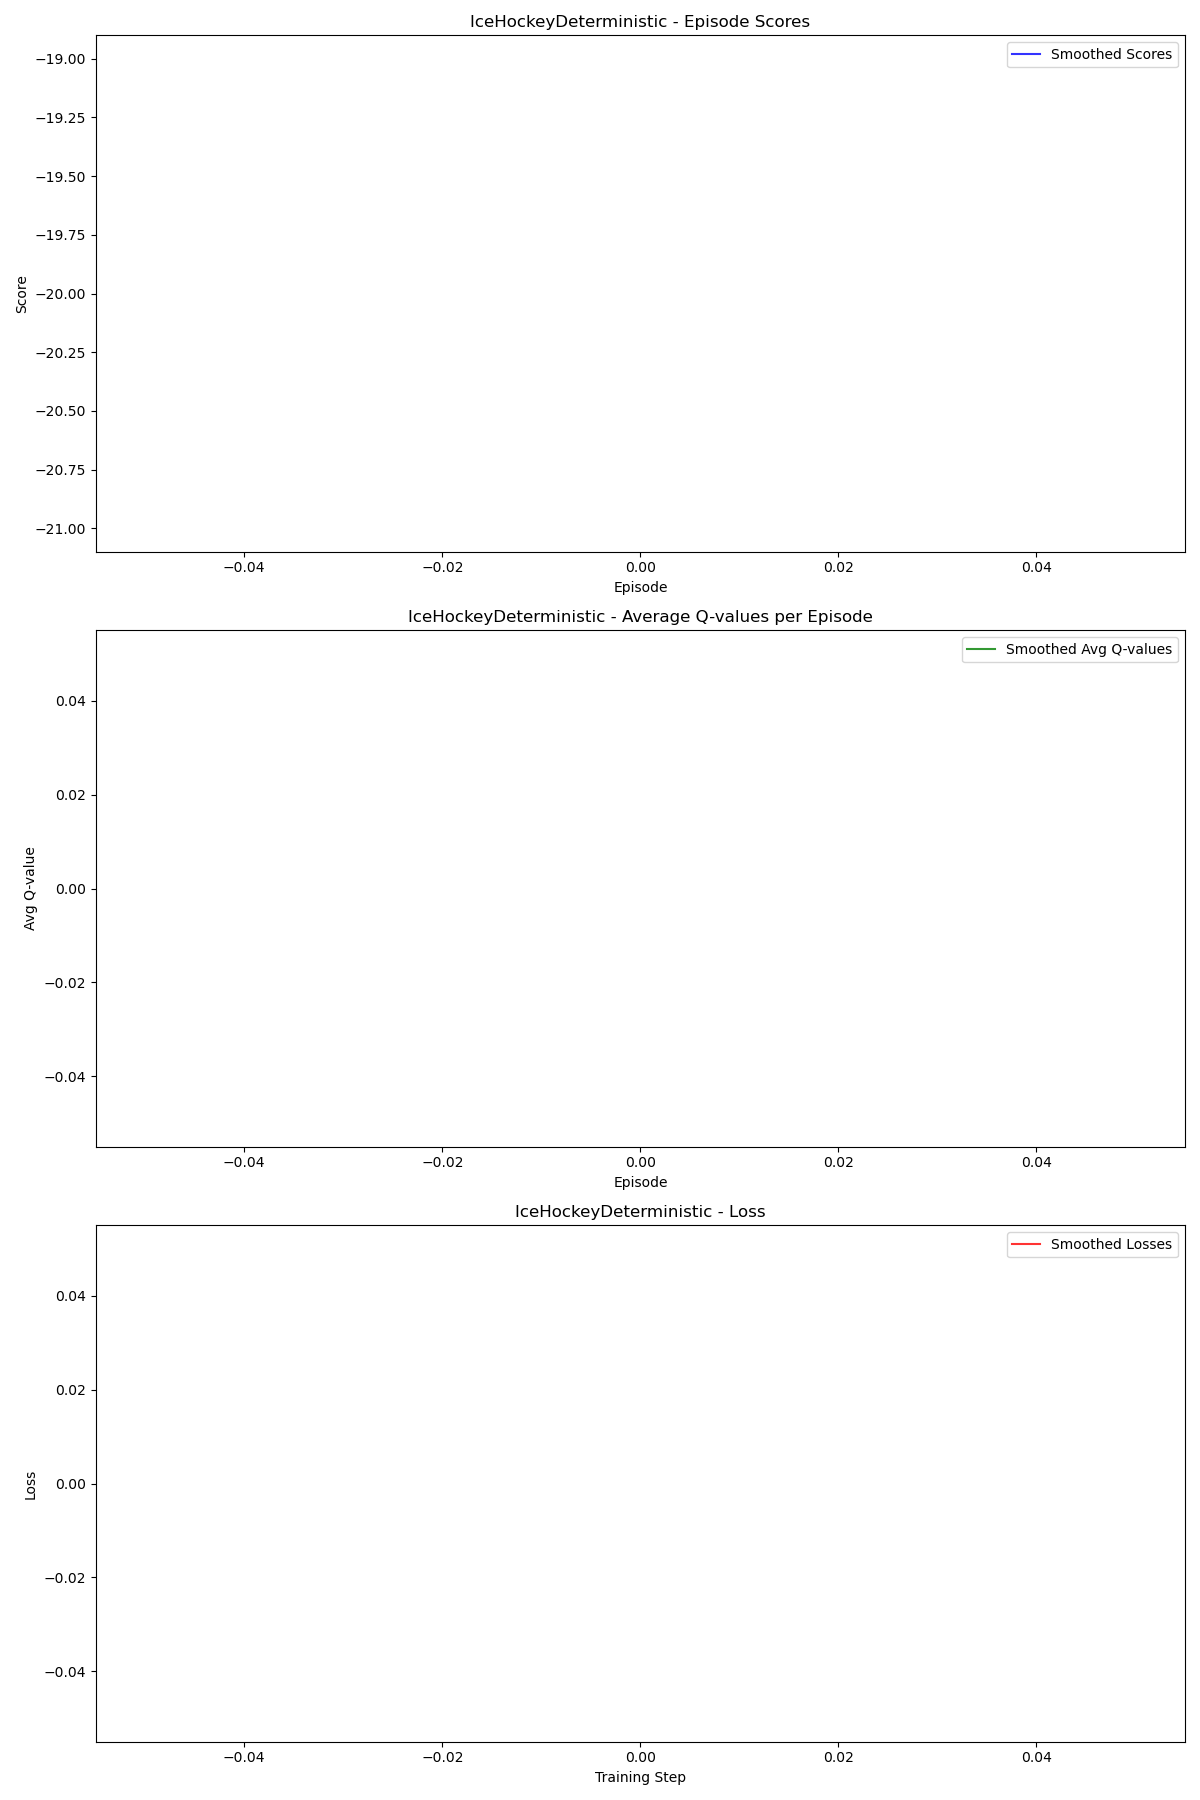 IceHockeyDeterministic - Episode Scores
Smoothed Scores
−19.00
−19.25
−19.50
−19.75
−20.00
−20.25
−20.50
−20.75
−21.00
Score
−0.04 −0.02 0.00 0.02 0.04
Episode
IceHockeyDeterministic - Average Q-values per Episode
Smoothed Avg Q-values
0.04
0.02
0.00
−0.02
−0.04
Avg Q-value
−0.04 −0.02 0.00 0.02 0.04
Episode
IceHockeyDeterministic - Loss
Smoothed Losses
0.04
0.02
0.00
−0.02
−0.04
Loss
−0.04 −0.02 0.00 0.02 0.04
Training Step